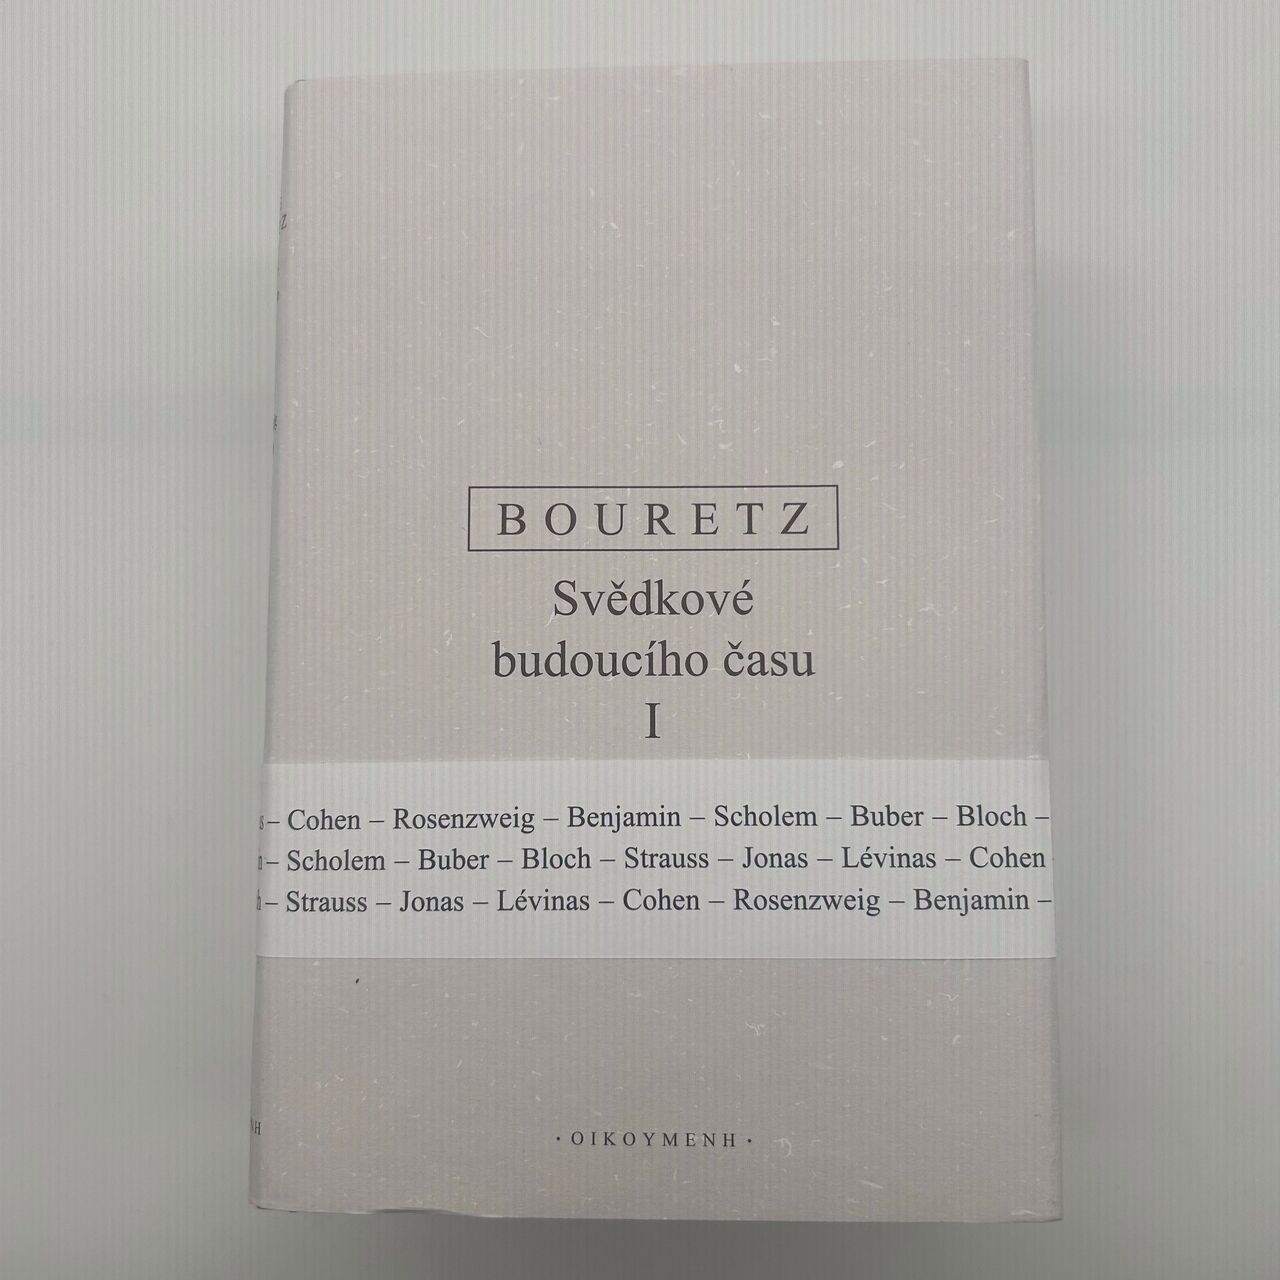 BOURETZ
Svědkové
budoucího času
I
s – Cohen – Rosenzweig – Benjamin – Scholem – Buber – Bloch –
– Scholem – Buber – Bloch – Strauss – Jonas – Lévinas – Cohen
– Strauss – Jonas – Lévinas – Cohen – Rosenzweig – Benjamin –
· ΟΙΚΟΥΜΕΝΗ ·